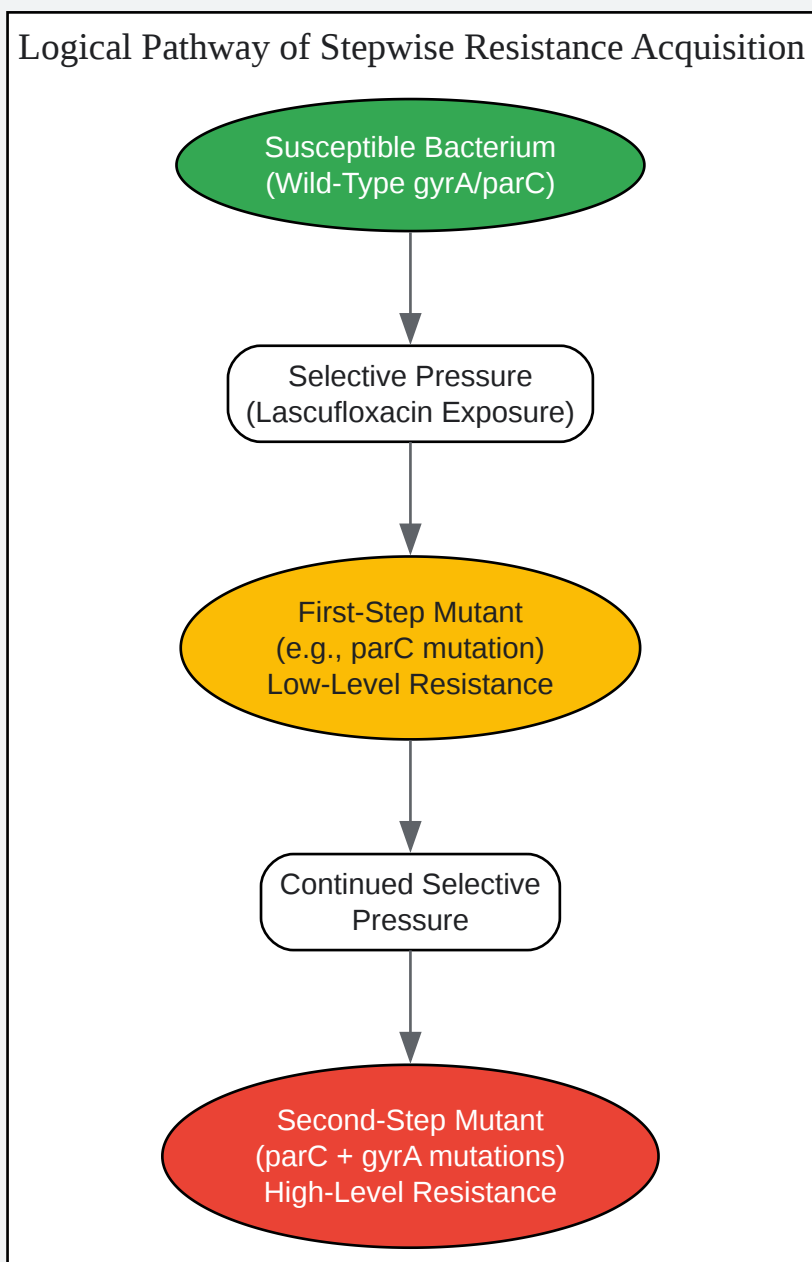 Logical Pathway of Stepwise Resistance Acquisition
Susceptible Bacterium
(Wild-Type gyrA/parC)
Selective Pressure
(Lascufloxacin Exposure)
First-Step Mutant
(e.g., parC mutation)
Low-Level Resistance
Continued Selective
Pressure
Second-Step Mutant
(parC + gyrA mutations)
High-Level Resistance